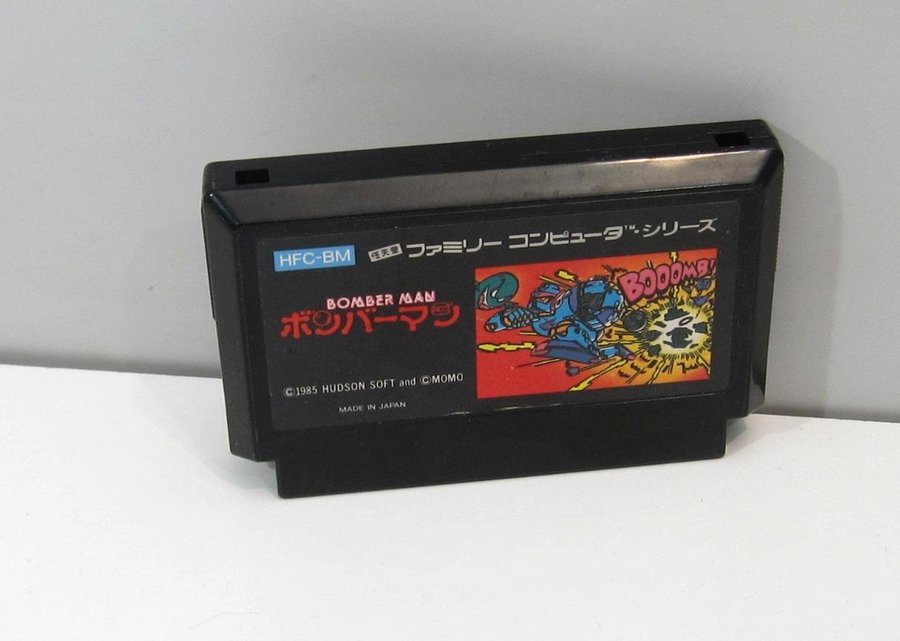 HFC-BM
任天堂 ファミリー コンピュータ™・シリーズ
BOMBER MAN
ボンバーマン
BOOOMB!
©1985 HUDSON SOFT and ©MOMO
MADE IN JAPAN